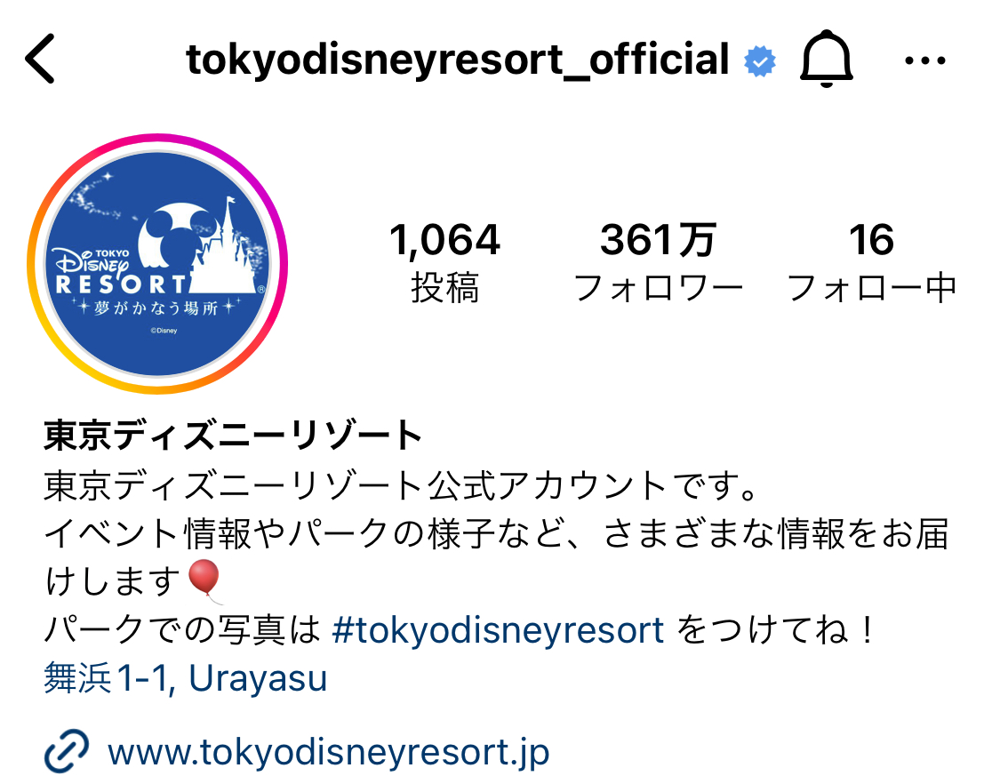 tokyodisneyresort_official
TOKYO
Disney
RESORT®
夢がかなう場所
©Disney
1,064
投稿
361万
フォロワー
16
フォロー中
東京ディズニーリゾート
東京ディズニーリゾート公式アカウントです。
イベント情報やパークの様子など、さまざまな情報をお届
けします🎈
パークでの写真は #tokyodisneyresort をつけてね！
舞浜1-1, Urayasu
www.tokyodisneyresort.jp